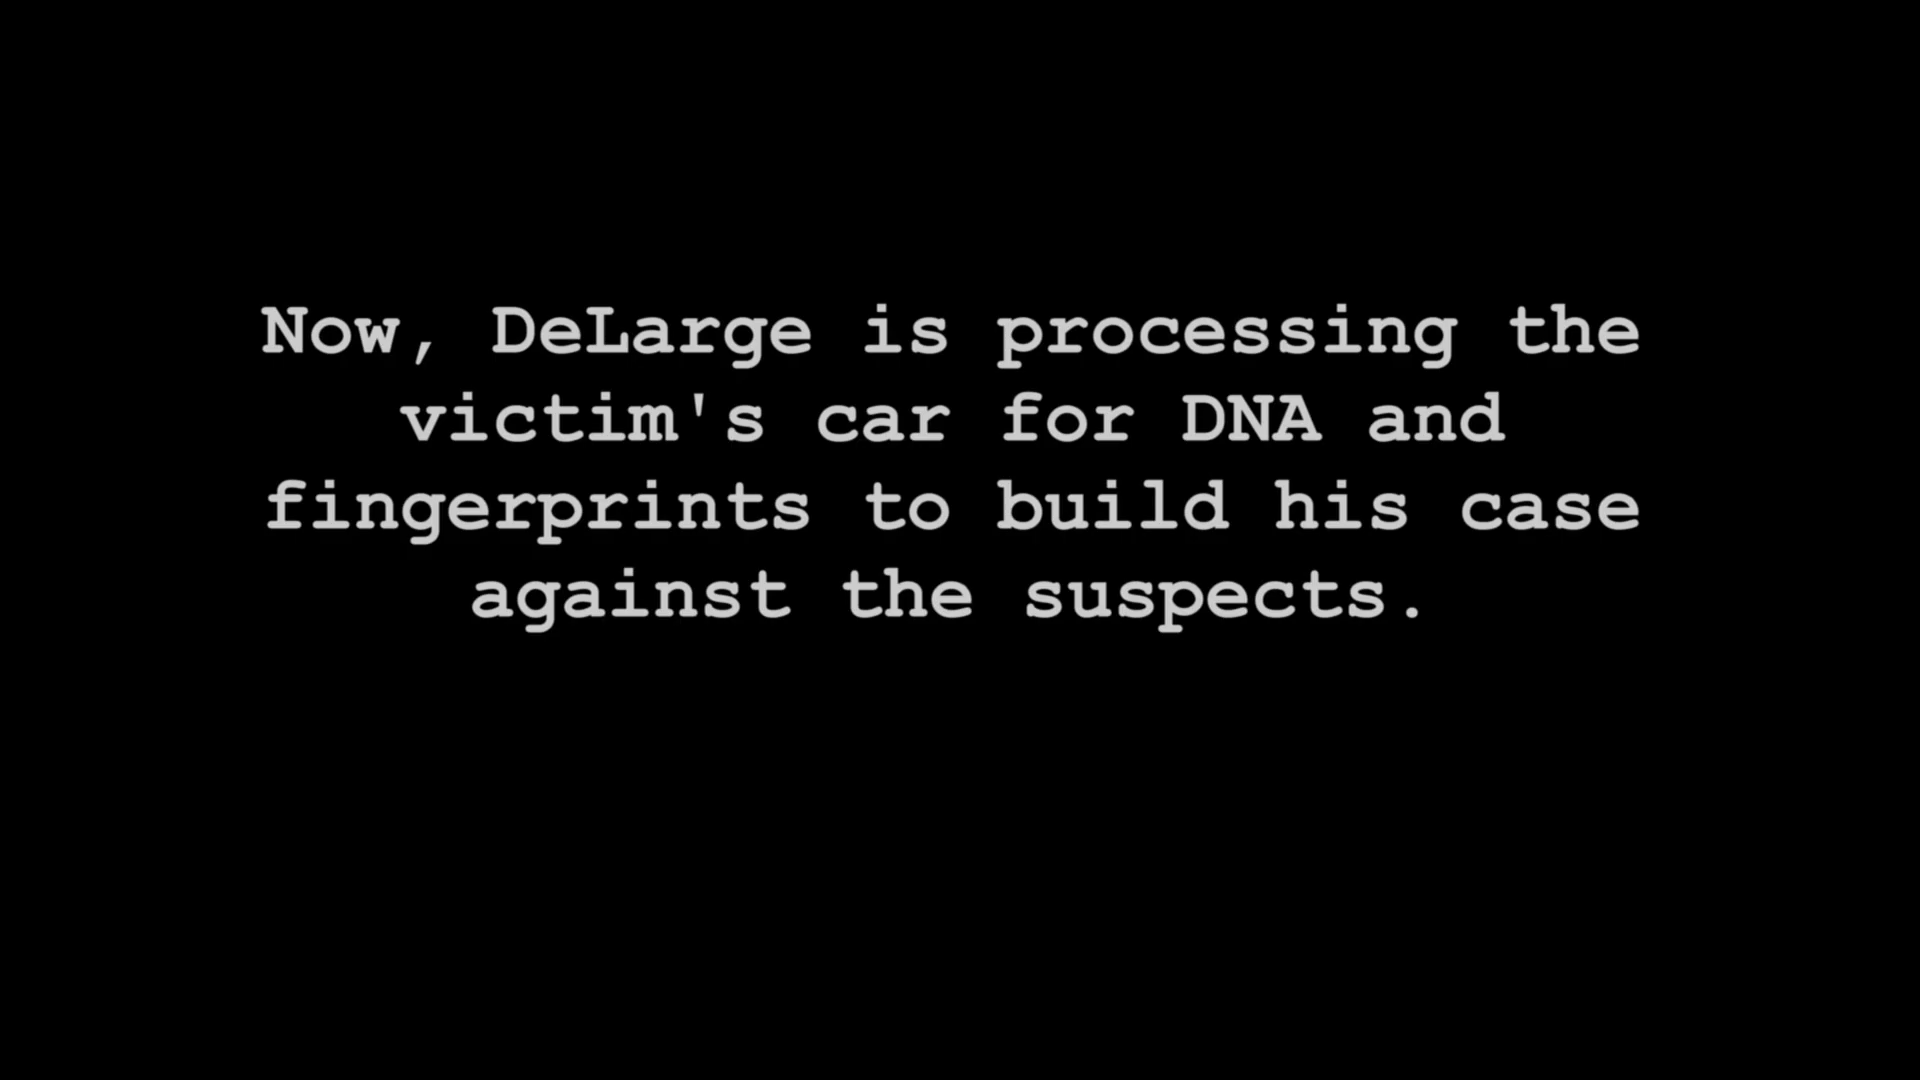 Now, DeLarge is processing the
victim's car for DNA and
fingerprints to build his case
against the suspects.